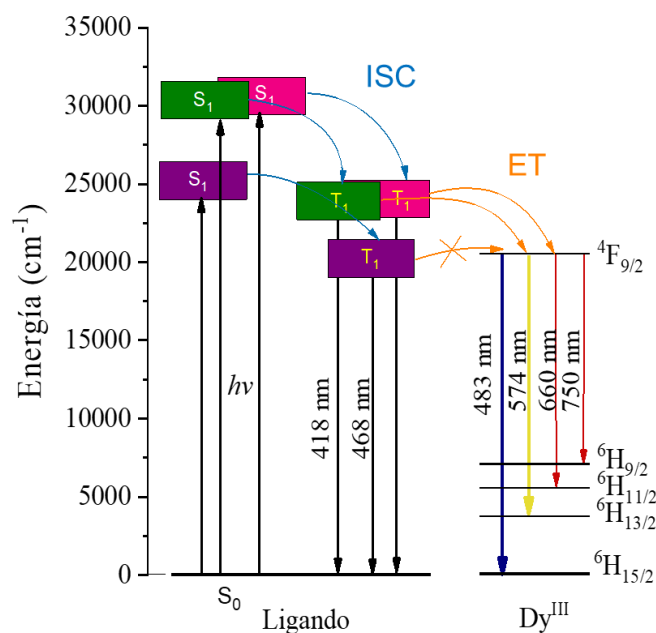 Energía (cm⁻¹)
35000
30000
25000
20000
15000
10000
5000
0
S₁
S₁
S₁
ISC
T₁
T₁
T₁
ET
hν
418 nm
468 nm
483 nm
574 nm
660 nm
750 nm
⁴F₉/₂
⁶H₉/₂
⁶H₁₁/₂
⁶H₁₃/₂
⁶H₁₅/₂
S₀
Ligando
Dyᴵᴵᴵ